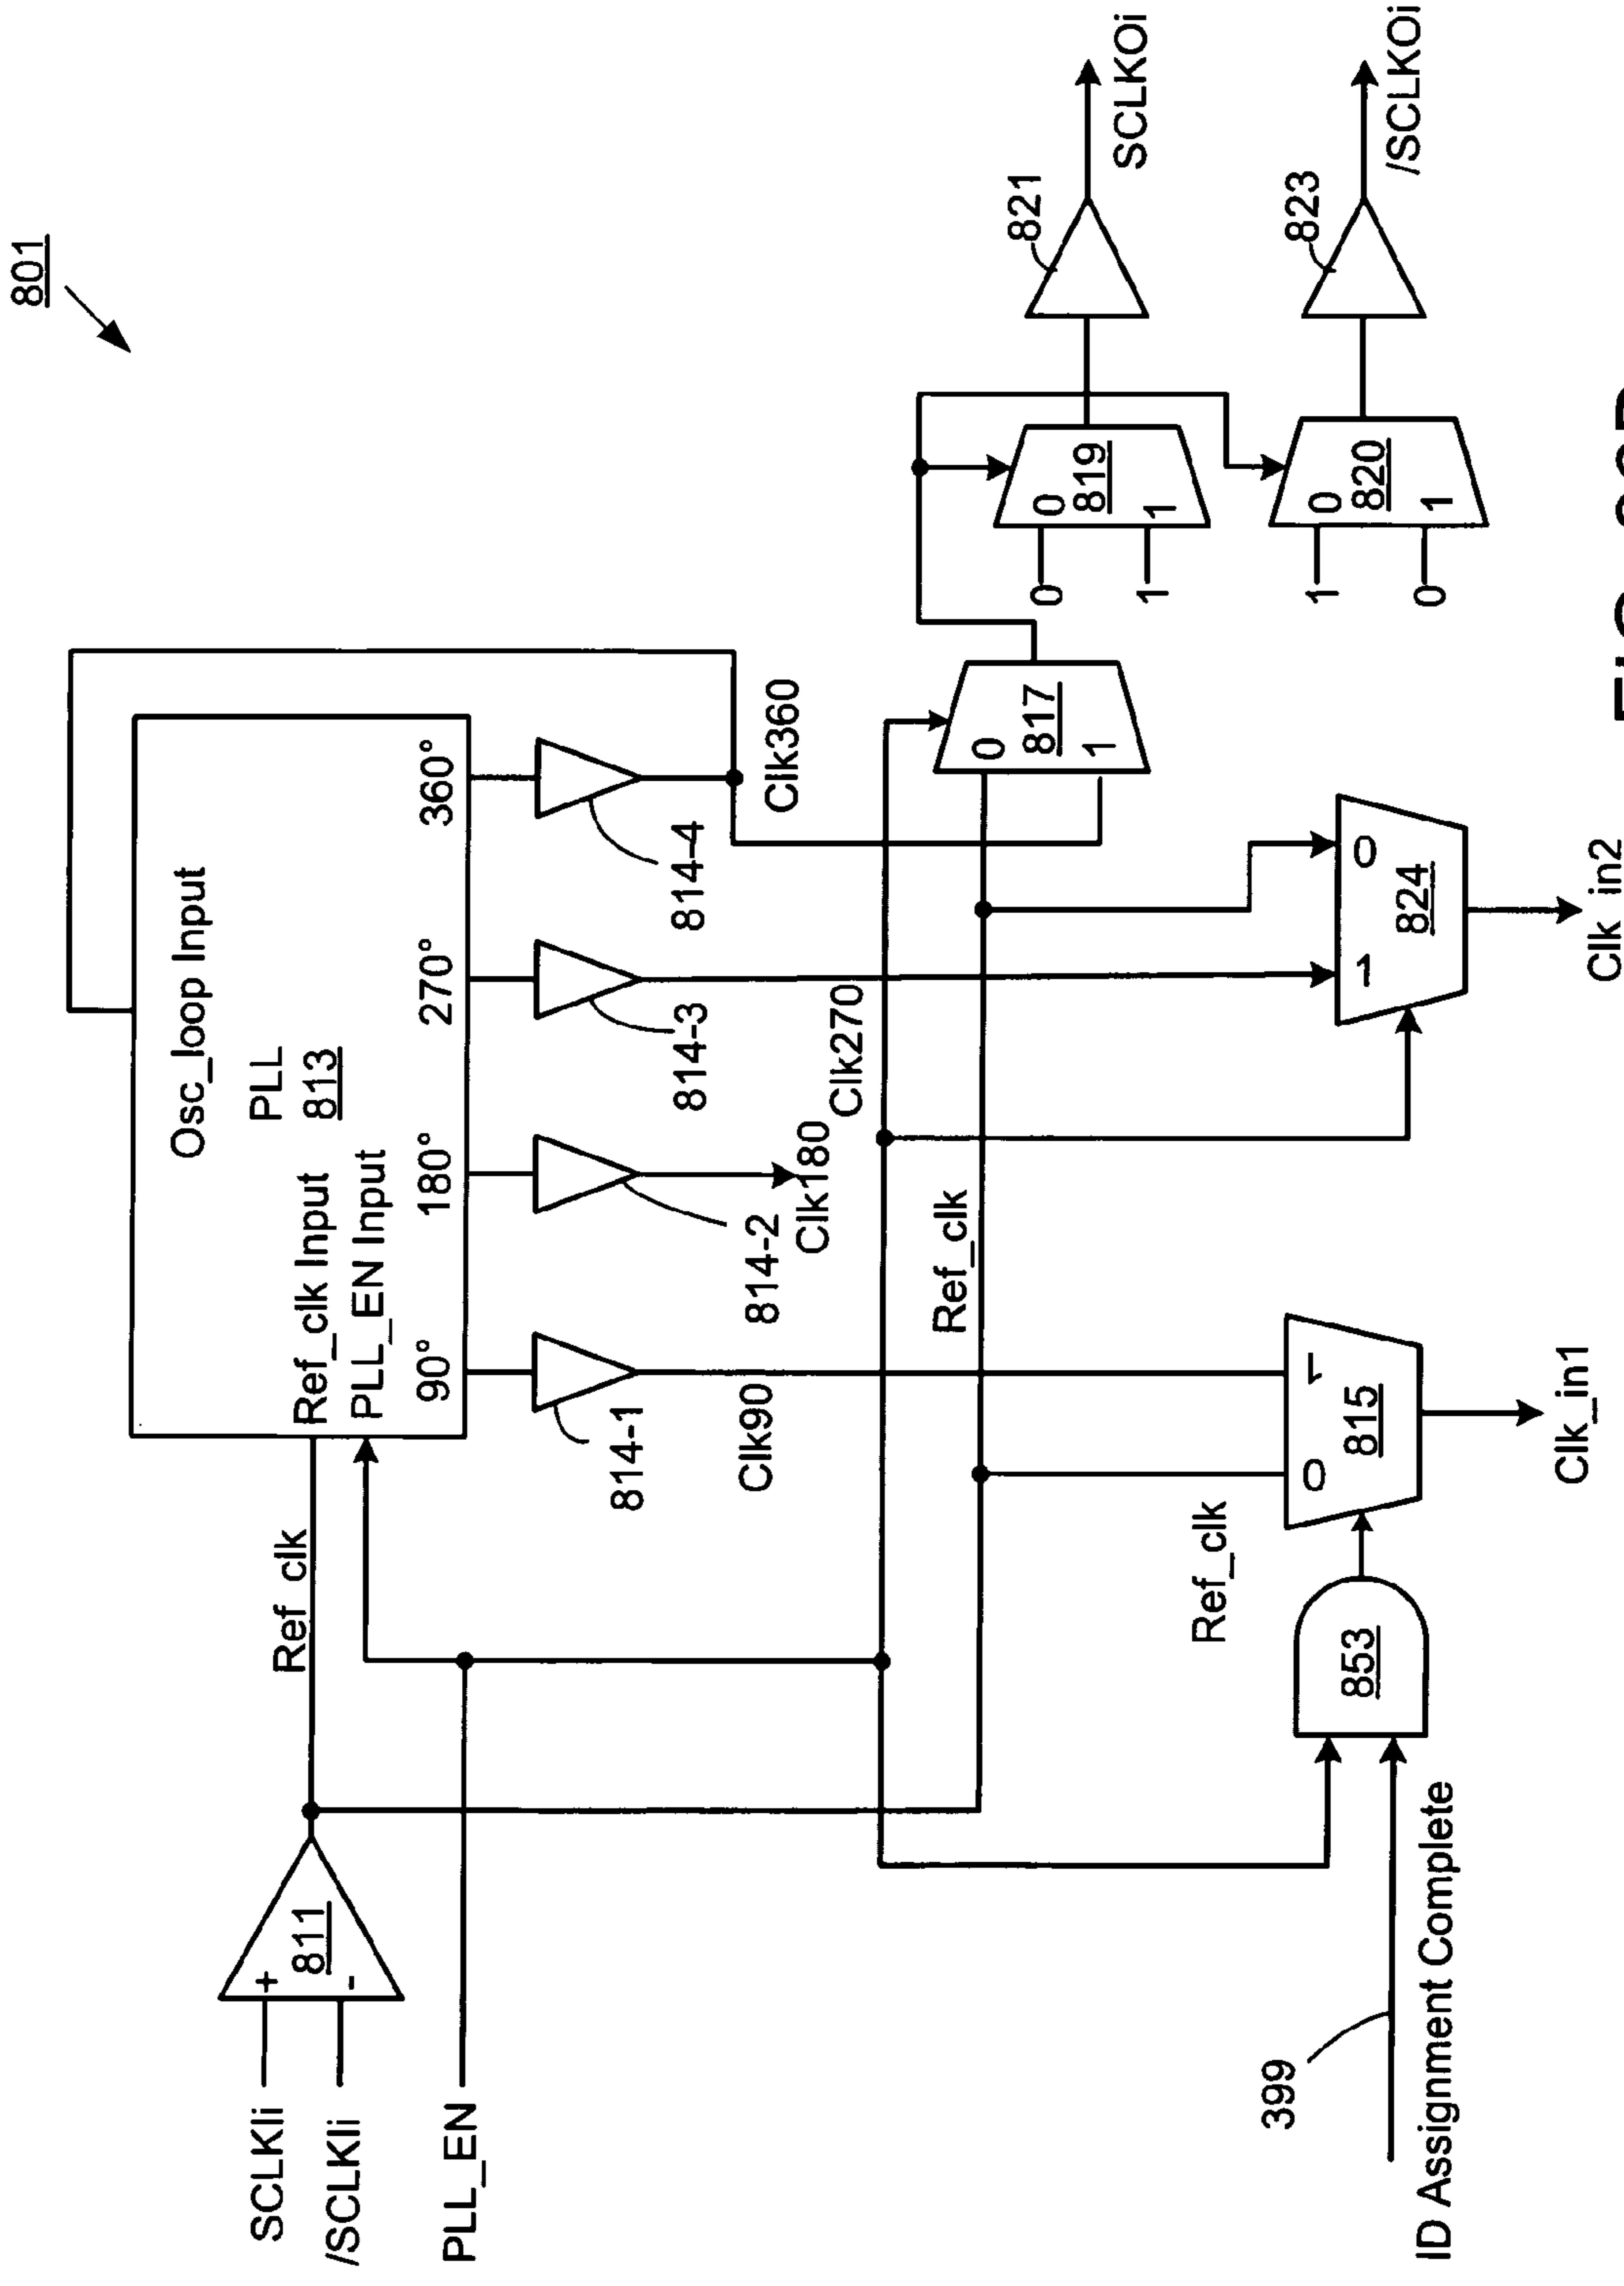 801
Osc_loop Input
PLL
813
Ref_clk Input
PLL_EN Input
90°
180°
270°
360°
SCLKIi
/SCLKIi
+
-
811
Ref_clk
PLL_EN
814-1
814-2
814-3
814-4
Clk90
Clk180
Clk270
Clk360
Ref_clk
0
817
1
0
1
0
819
1
821
SCLKOi
1
0
0
820
1
823
/SCLKOi
Ref_clk
399
ID Assignment Complete
853
0
815
1
Clk_in1
1
824
0
Clk_in2